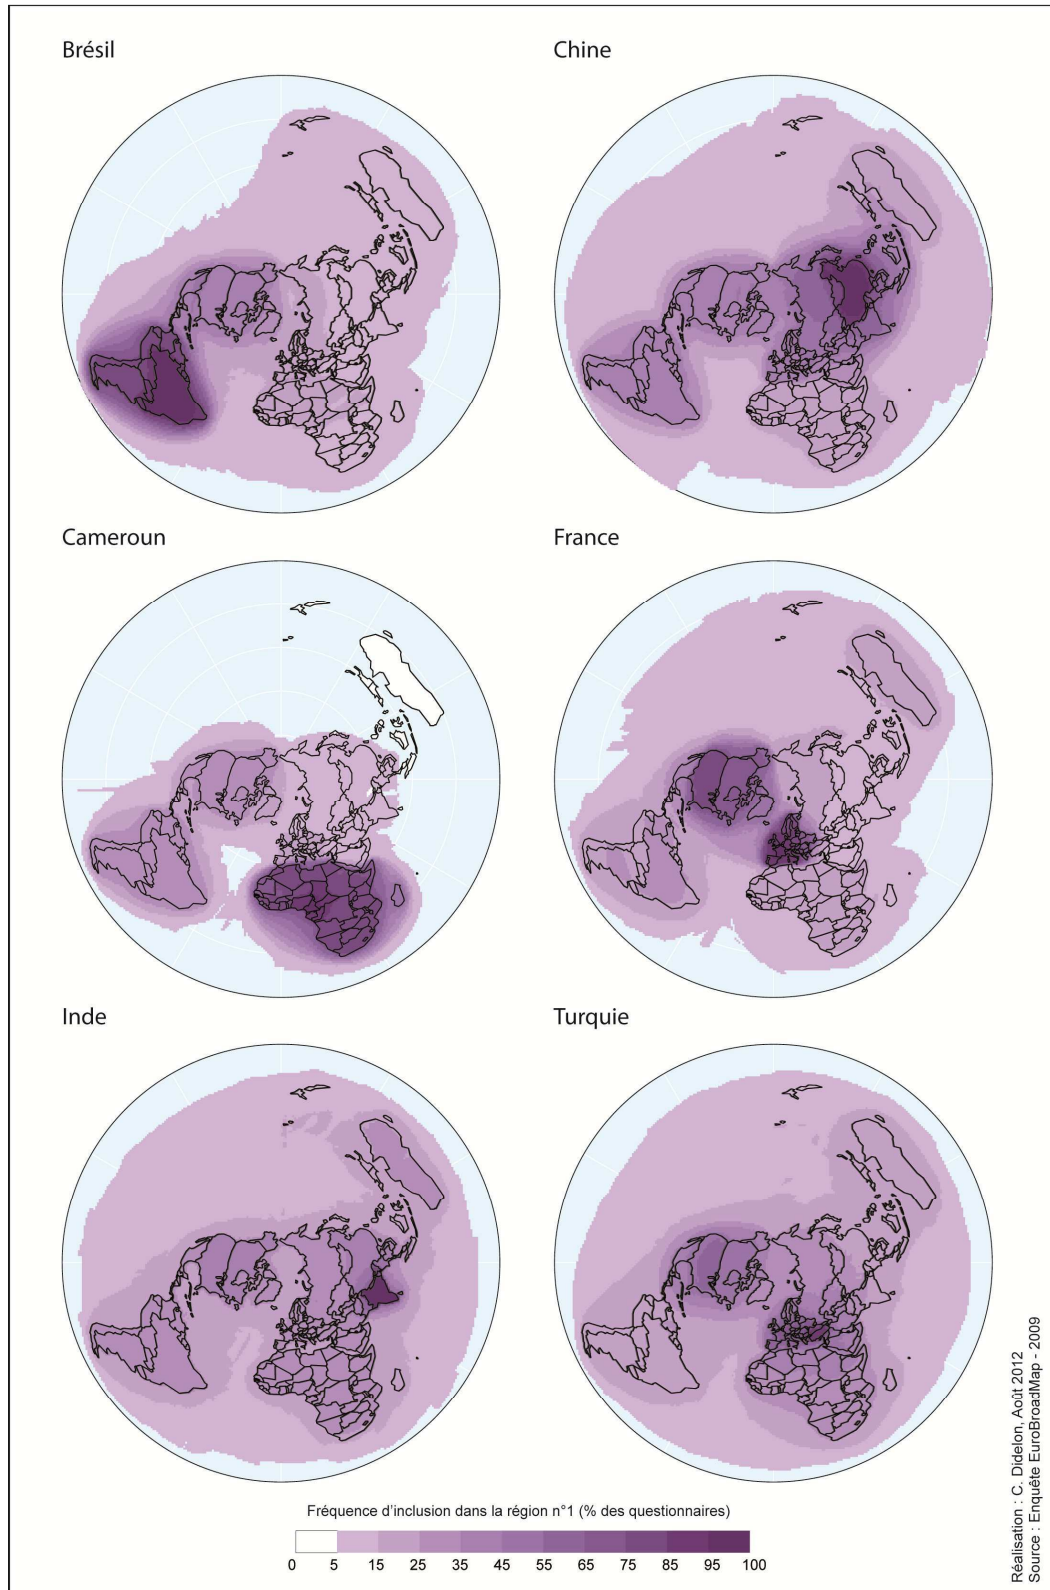 Brésil
Chine
Cameroun
France
Inde
Turquie
Fréquence d'inclusion dans la région n°1 (% des questionnaires)
0 5 15 25 35 45 55 65 75 85 95 100
Réalisation : C. Didelon, Août 2012
Source : Enquête EuroBroadMap - 2009